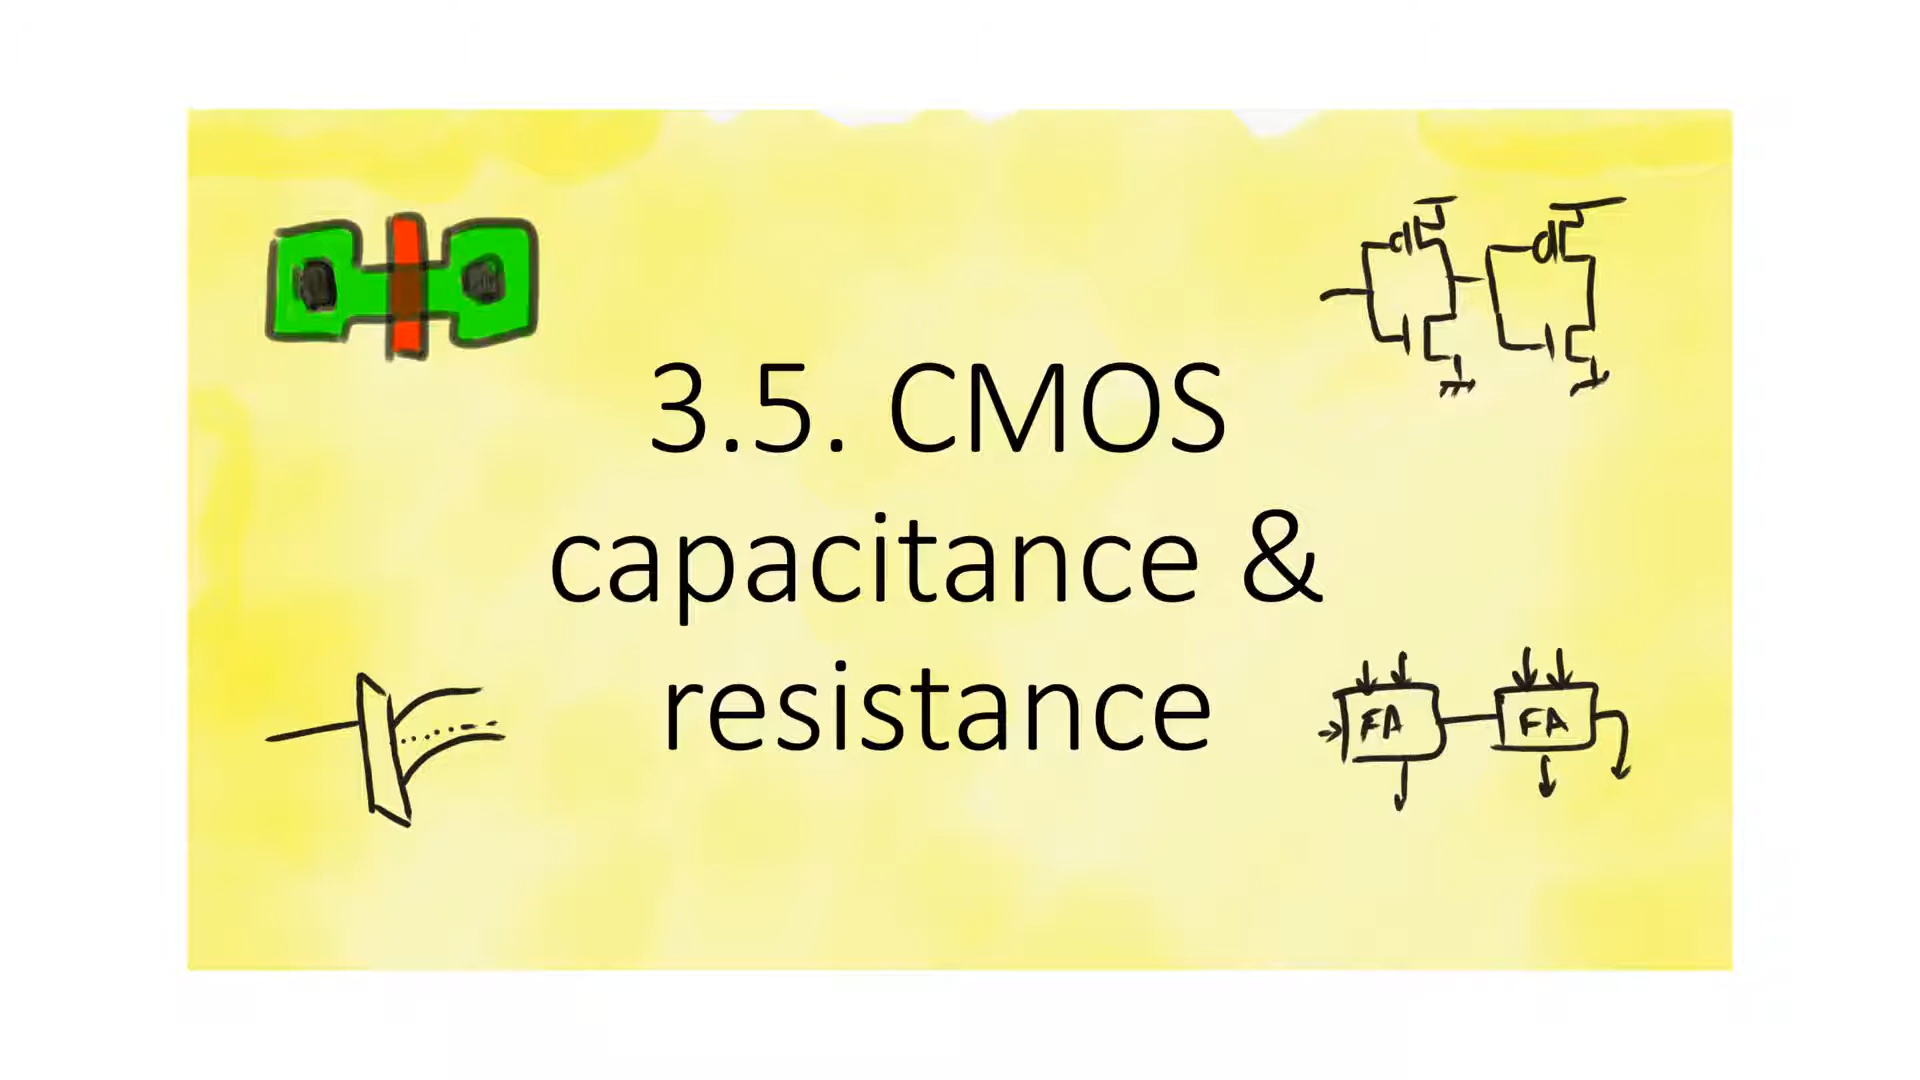 3.5. CMOS
capacitance &
resistance
FA
FA